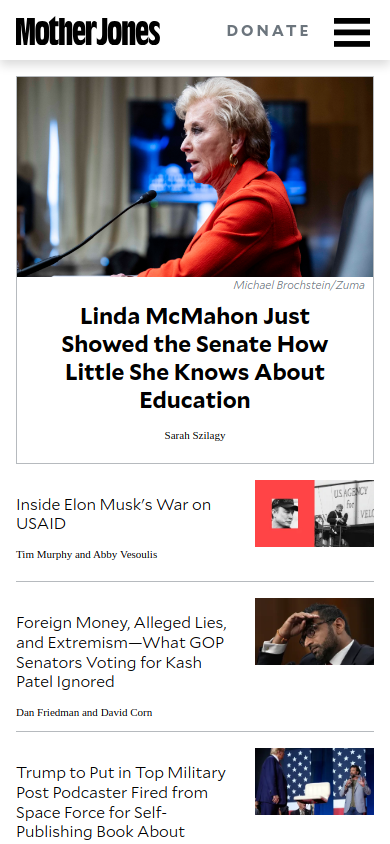 Mother Jones
DONATE
Michael Brochstein/Zuma
Linda McMahon Just
Showed the Senate How
Little She Knows About
Education
Sarah Szilagy
Inside Elon Musk's War on
USAID
Tim Murphy and Abby Vesoulis
U.S. AGENCY
for
Foreign Money, Alleged Lies,
and Extremism—What GOP
Senators Voting for Kash
Patel Ignored
Dan Friedman and David Corn
Trump to Put in Top Military
Post Podcaster Fired from
Space Force for Self-
Publishing Book About